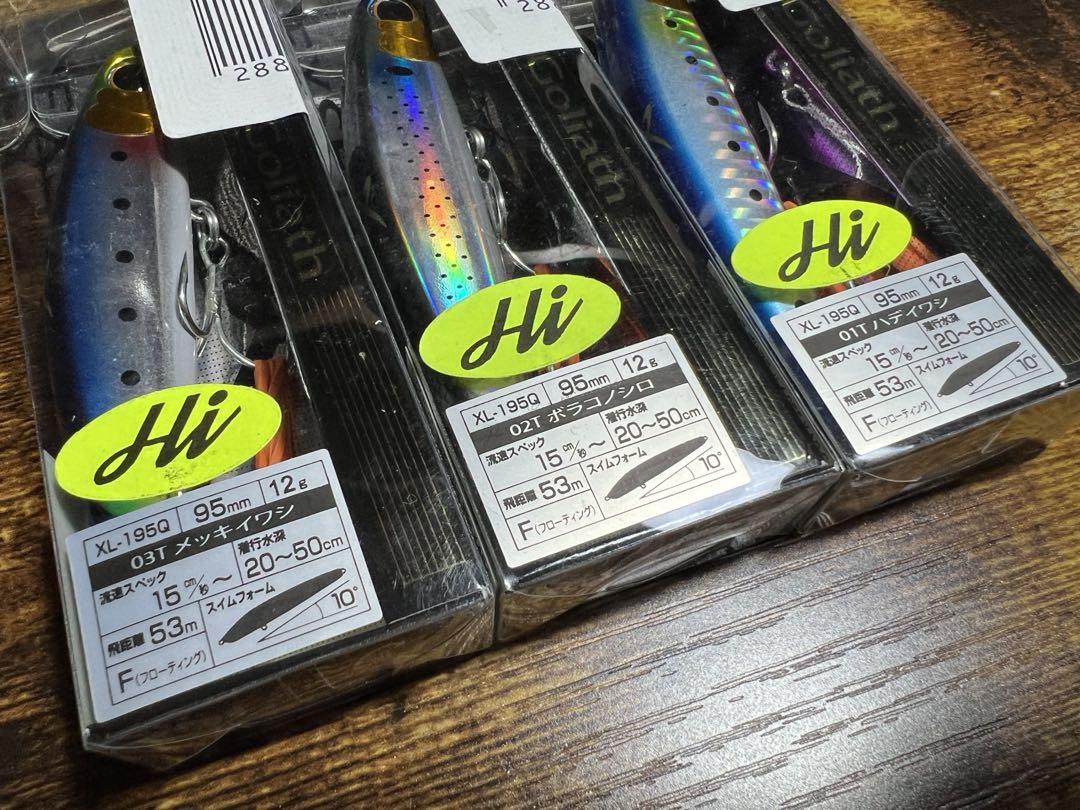 288
Goliath
Hi
XL-195Q 95mm 12g
03T メッキイワシ
流速スペック 潜行水深
15cm/秒～ 20～50cm
飛距離 53m スイムフォーム
10°
F(フローティング)
288
Goliath
Hi
XL-195Q 95mm 12g
02T ボラコノシロ
流速スペック 潜行水深
15cm/秒～ 20～50cm
飛距離 53m スイムフォーム
10°
F(フローティング)
Goliath
Hi
XL-195Q 95mm 12g
01T ハデイワシ
流速スペック 潜行水深
15cm/秒～ 20～50cm
飛距離 53m スイムフォーム
10°
F(フローティング)